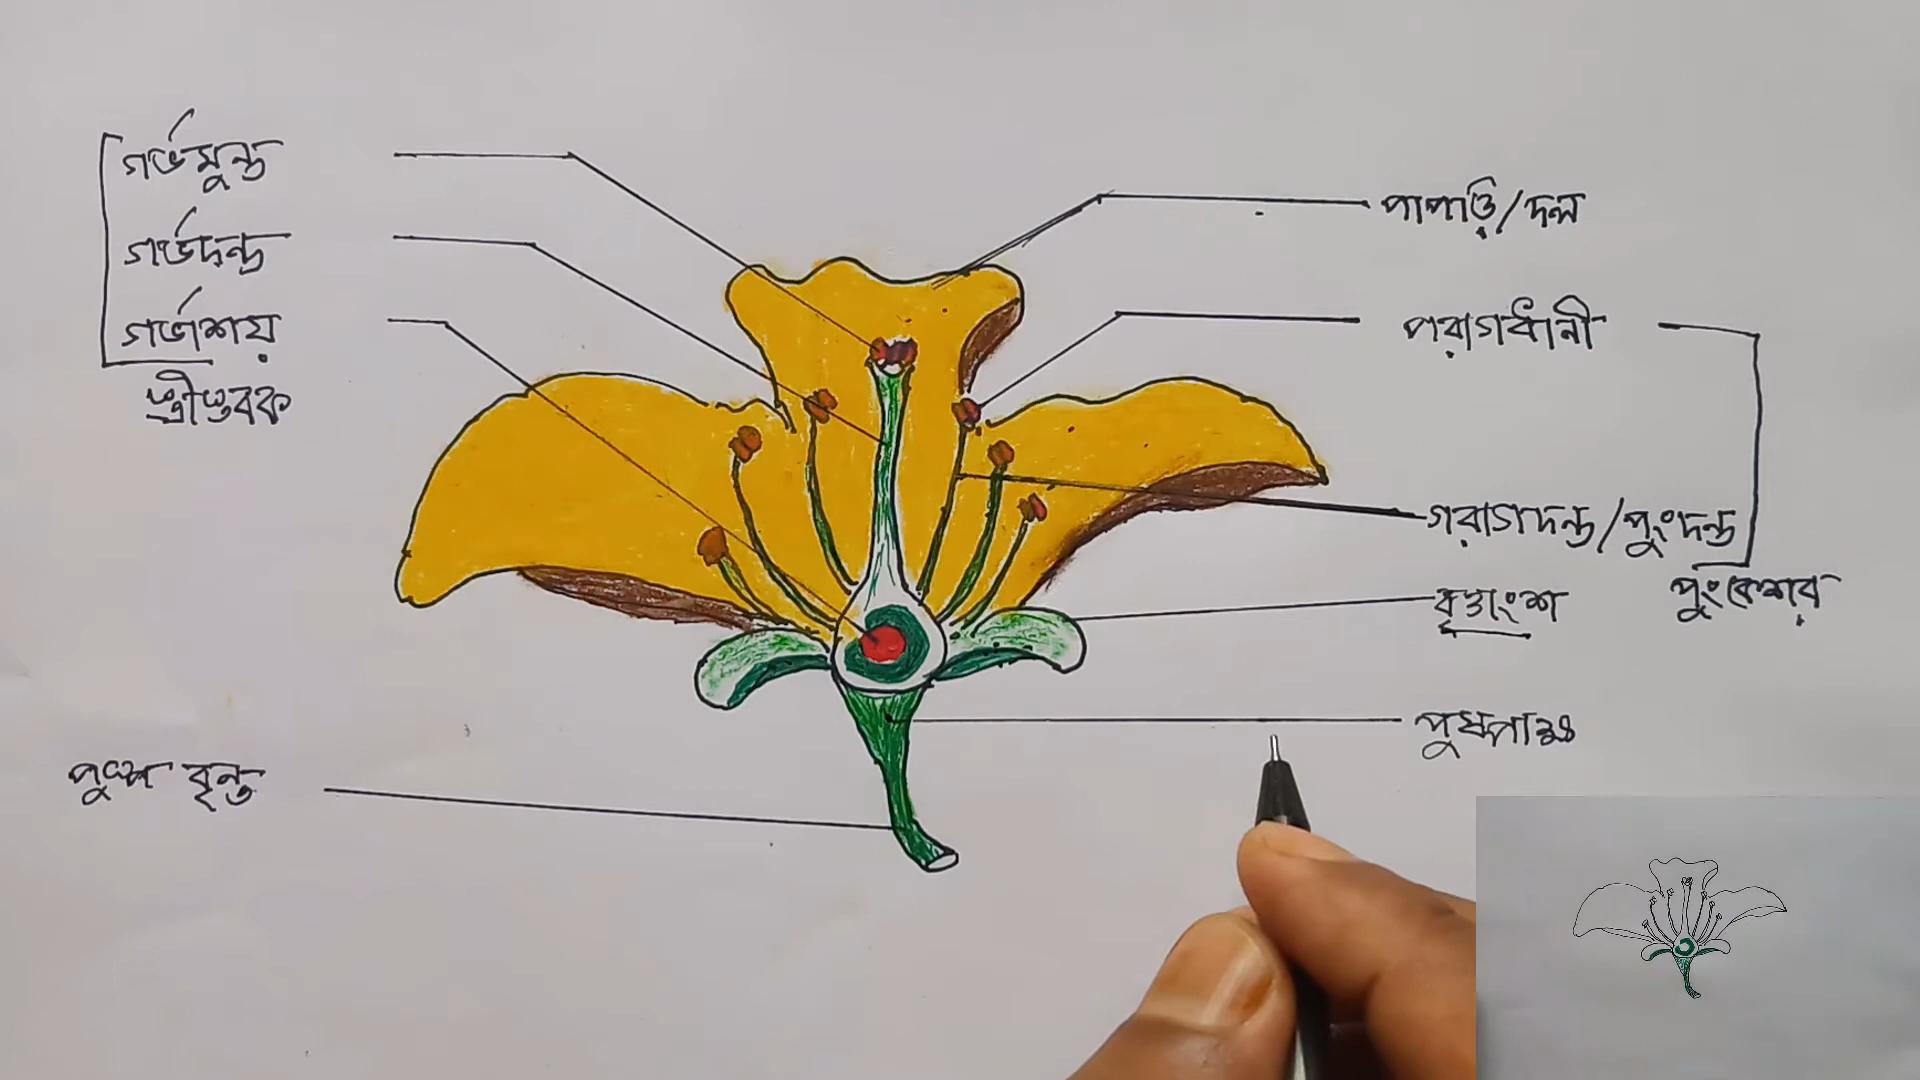 গর্ভমুন্ড
গর্ভদন্ড
গর্ভাশয়
স্ত্রীস্তবক
পুষ্প বৃন্ত
পাপড়ি/দল
পরাগধানী
পরাগদন্ড/পুংদন্ড
পুংকেশর
বৃত্যাংশ
পুষ্পাক্ষ